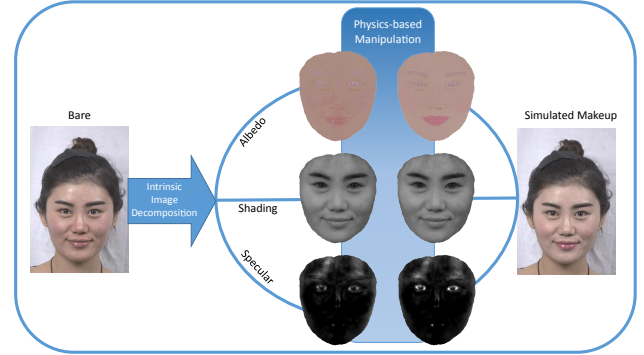 Physics-based
Manipulation
Bare
Simulated Makeup
Albedo
Intrinsic
Image
Decomposition
Shading
Specular